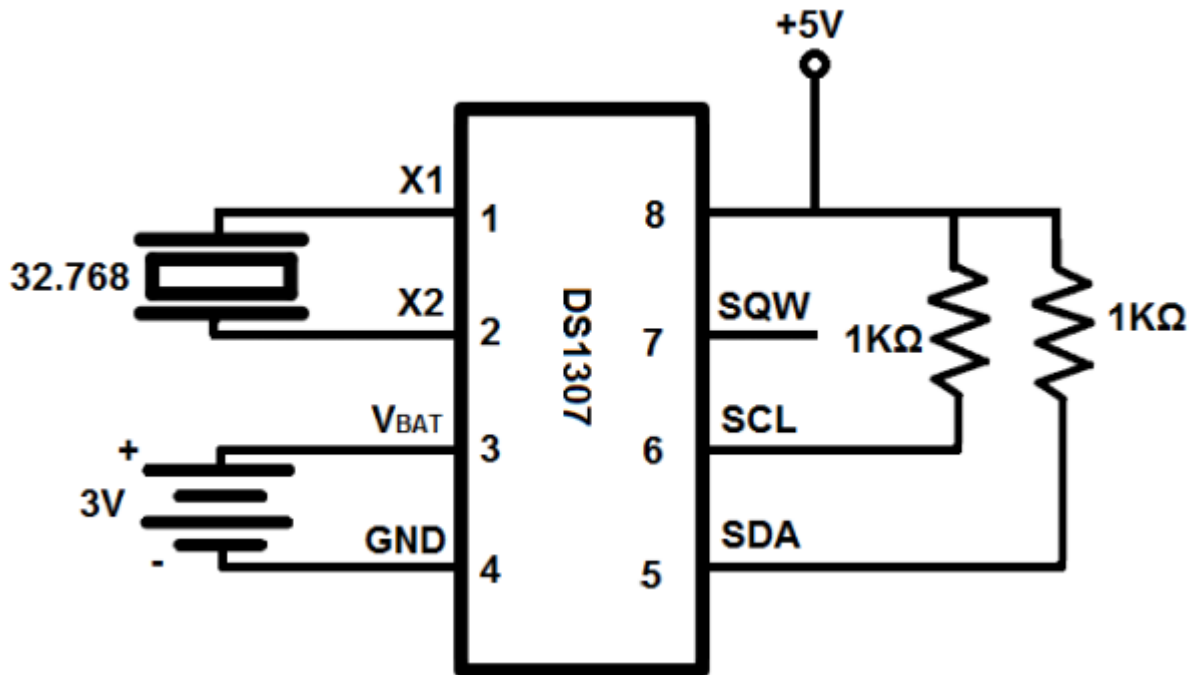 +5V
X1
1
8
32.768
X2
2
SQW
7
1KΩ
1KΩ
DS1307
VBAT
3
SCL
6
+
3V
-
GND
4
SDA
5